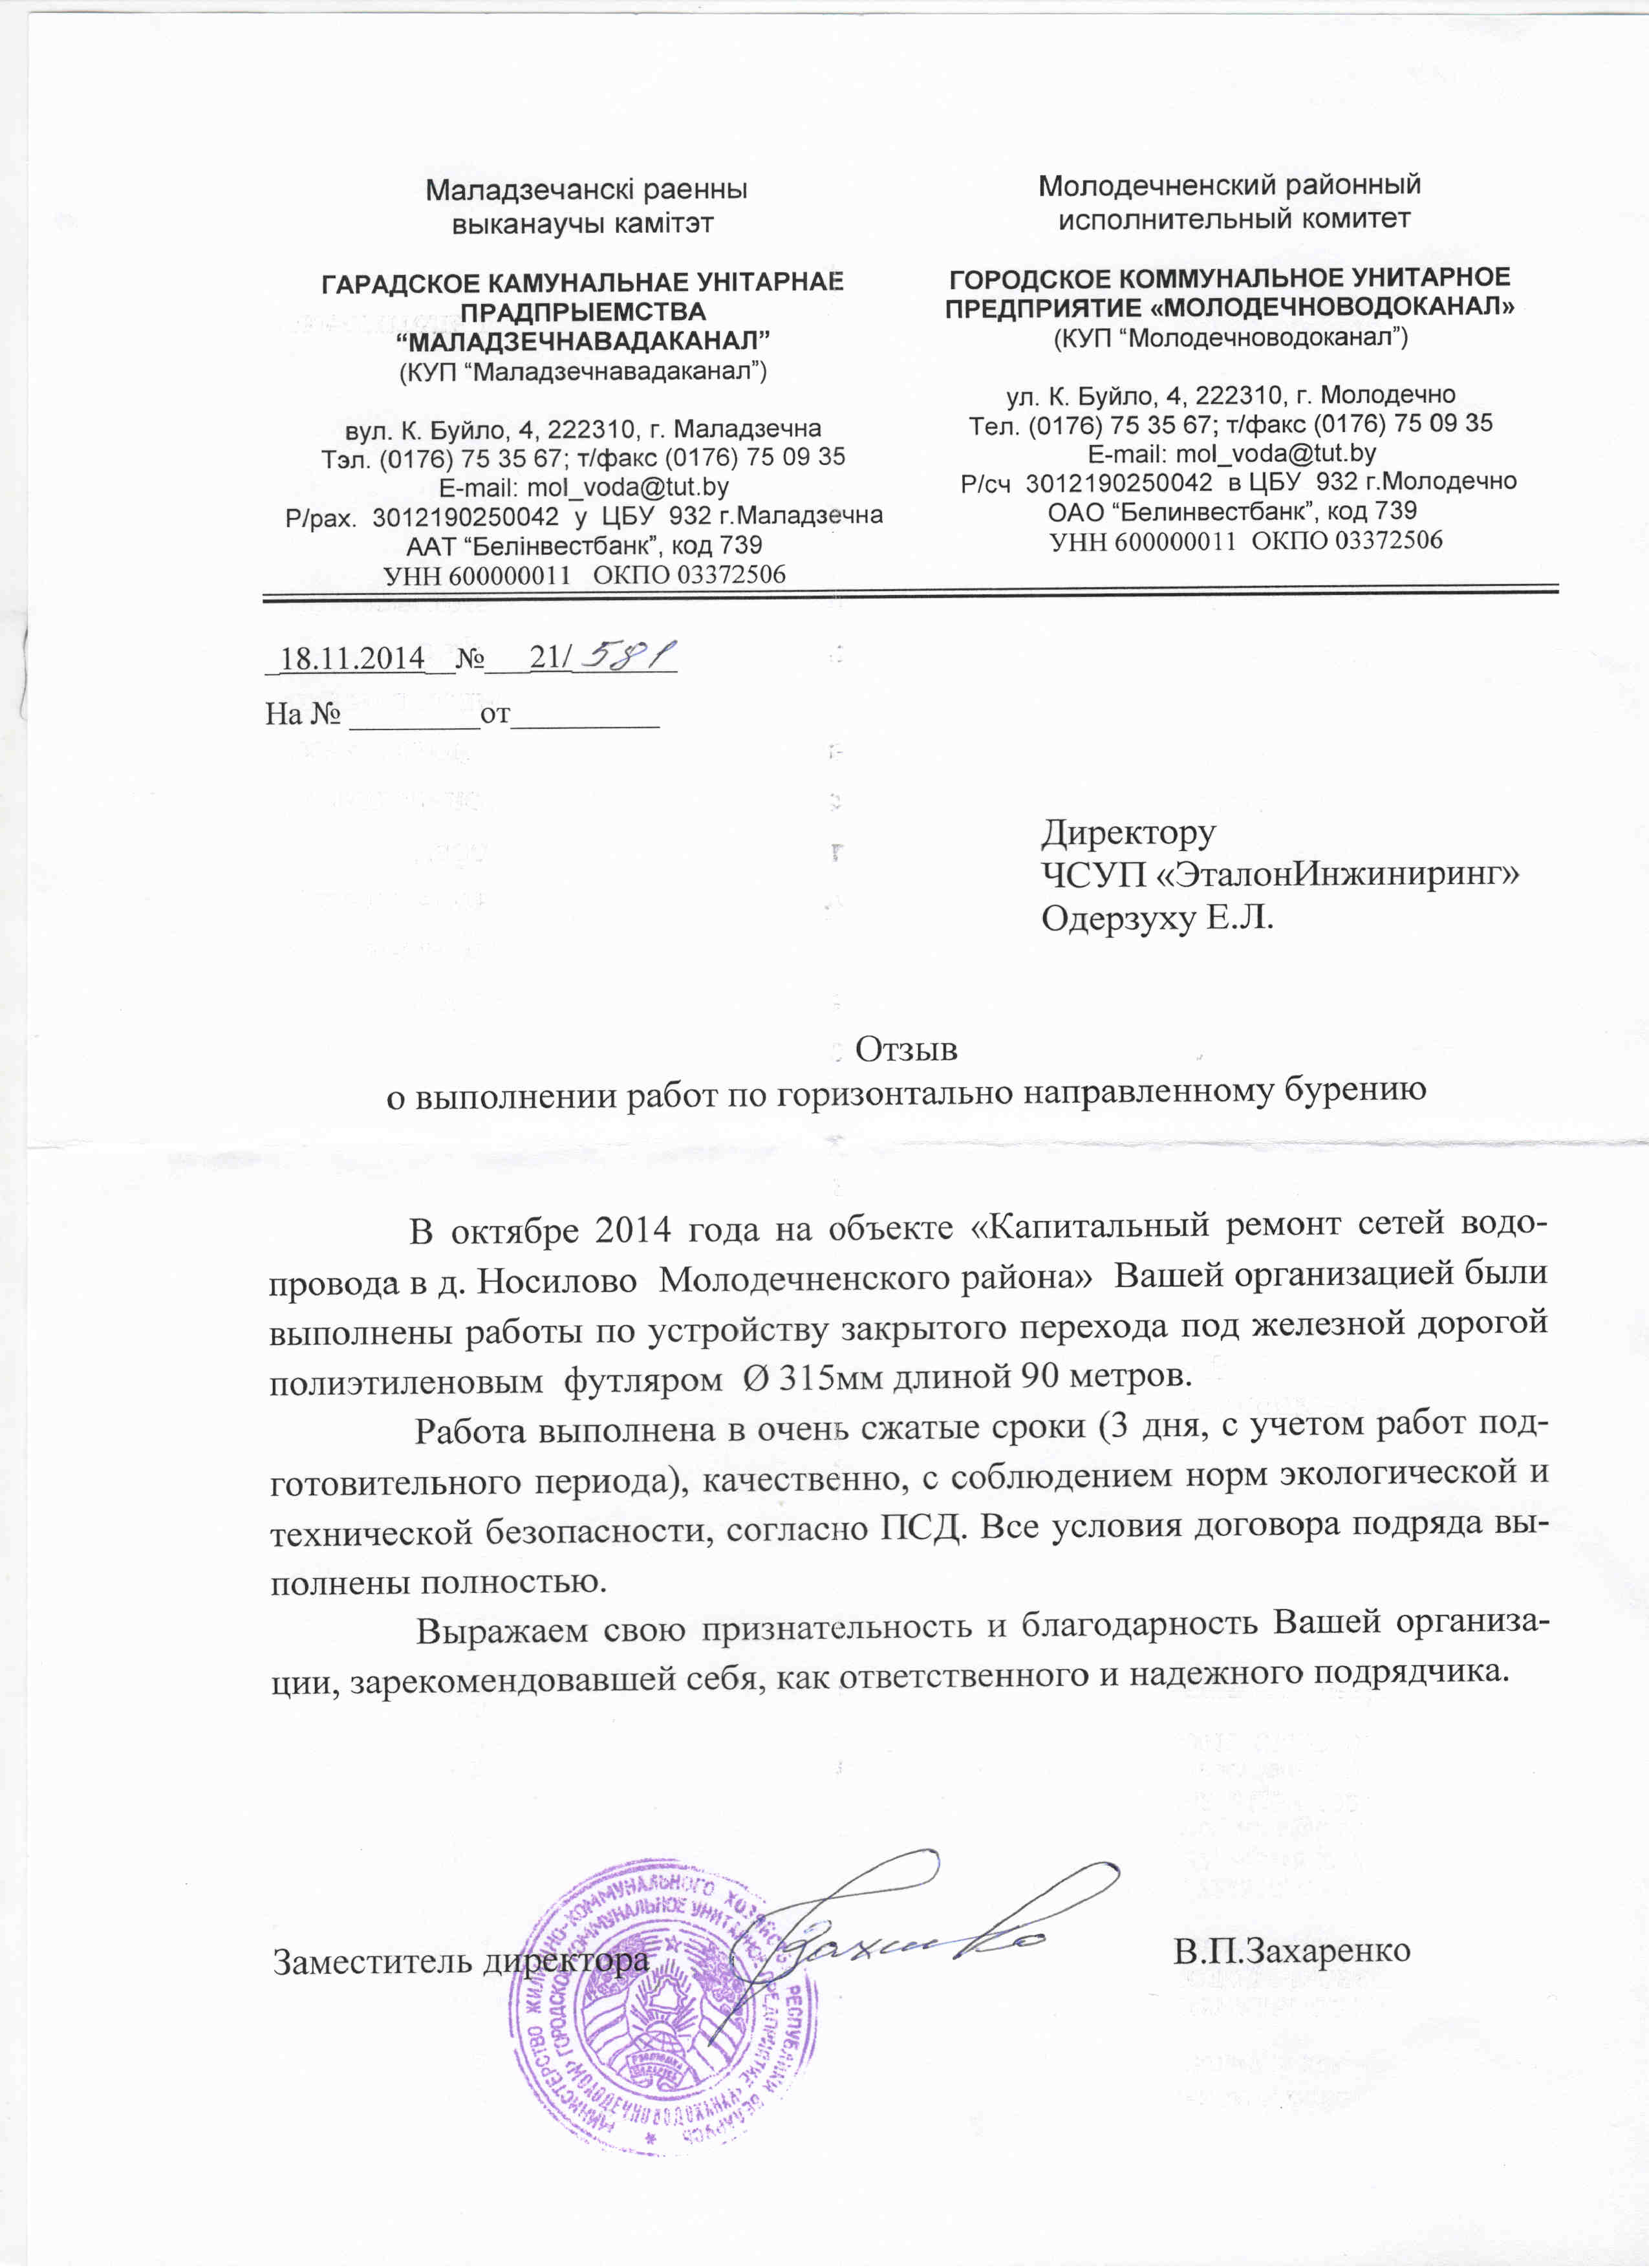 Маладзечанскі раенны
выканаучы камітэт
ГАРАДСКОЕ КАМУНАЛЬНАЕ УНІТАРНАЕ
ПРАДПРЫЕМСТВА
“МАЛАДЗЕЧНАВАДАКАНАЛ”
(КУП “Маладзечнавадаканал”)
вул. К. Буйло, 4, 222310, г. Маладзечна
Тэл. (0176) 75 35 67; т/факс (0176) 75 09 35
E-mail: mol_voda@tut.by
Р/рах. 3012190250042 у ЦБУ 932 г.Маладзечна
ААТ “Белінвестбанк”, код 739
УНН 600000011 ОКПО 03372506
Молодечненский районный
исполнительный комитет
ГОРОДСКОЕ КОММУНАЛЬНОЕ УНИТАРНОЕ
ПРЕДПРИЯТИЕ «МОЛОДЕЧНОВОДОКАНАЛ»
(КУП “Молодечноводоканал”)
ул. К. Буйло, 4, 222310, г. Молодечно
Тел. (0176) 75 35 67; т/факс (0176) 75 09 35
E-mail: mol_voda@tut.by
Р/сч 3012190250042 в ЦБУ 932 г.Молодечно
ОАО “Белинвестбанк”, код 739
УНН 600000011 ОКПО 03372506
18.11.2014 № 21/ 581
На № ________от_________
Директору
ЧСУП «ЭталонИнжиниринг»
Одерзуху Е.Л.
Отзыв
о выполнении работ по горизонтально направленному бурению
В октябре 2014 года на объекте «Капитальный ремонт сетей водо-
провода в д. Носилово Молодечненского района» Вашей организацией были
выполнены работы по устройству закрытого перехода под железной дорогой
полиэтиленовым футляром Ø 315мм длиной 90 метров.
Работа выполнена в очень сжатые сроки (3 дня, с учетом работ под-
готовительного периода), качественно, с соблюдением норм экологической и
технической безопасности, согласно ПСД. Все условия договора подряда вы-
полнены полностью.
Выражаем свою признательность и благодарность Вашей организа-
ции, зарекомендовавшей себя, как ответственного и надежного подрядчика.
Заместитель директора В.П.Захаренко
МИНИСТЕРСТВО ЖИЛИЩНО-КОММУНАЛЬНОГО ХОЗЯЙСТВА РЕСПУБЛИКИ БЕЛАРУСЬ
ГОРОДСКОЕ КОММУНАЛЬНОЕ УНИТАРНОЕ ПРЕДПРИЯТИЕ «МОЛОДЕЧНОВОДОКАНАЛ»